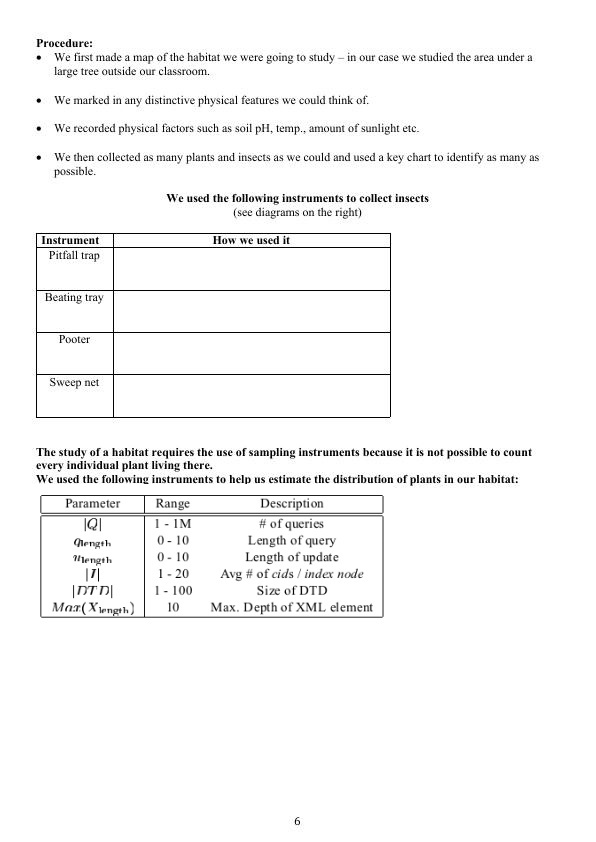 Procedure:
• We first made a map of the habitat we were going to study – in our case we studied the area under a
large tree outside our classroom.
• We marked in any distinctive physical features we could think of.
• We recorded physical factors such as soil pH, temp., amount of sunlight etc.
• We then collected as many plants and insects as we could and used a key chart to identify as many as
possible.
We used the following instruments to collect insects
(see diagrams on the right)
Instrument How we used it
Pitfall trap
Beating tray
Pooter
Sweep net
The study of a habitat requires the use of sampling instruments because it is not possible to count
every individual plant living there.
We used the following instruments to help us estimate the distribution of plants in our habitat:
Parameter Range Description
|Q| 1 - 1M # of queries
qlength 0 - 10 Length of query
ulength 0 - 10 Length of update
|I| 1 - 20 Avg # of cids / index node
|DTD| 1 - 100 Size of DTD
Max(Xlength) 10 Max. Depth of XML element
6